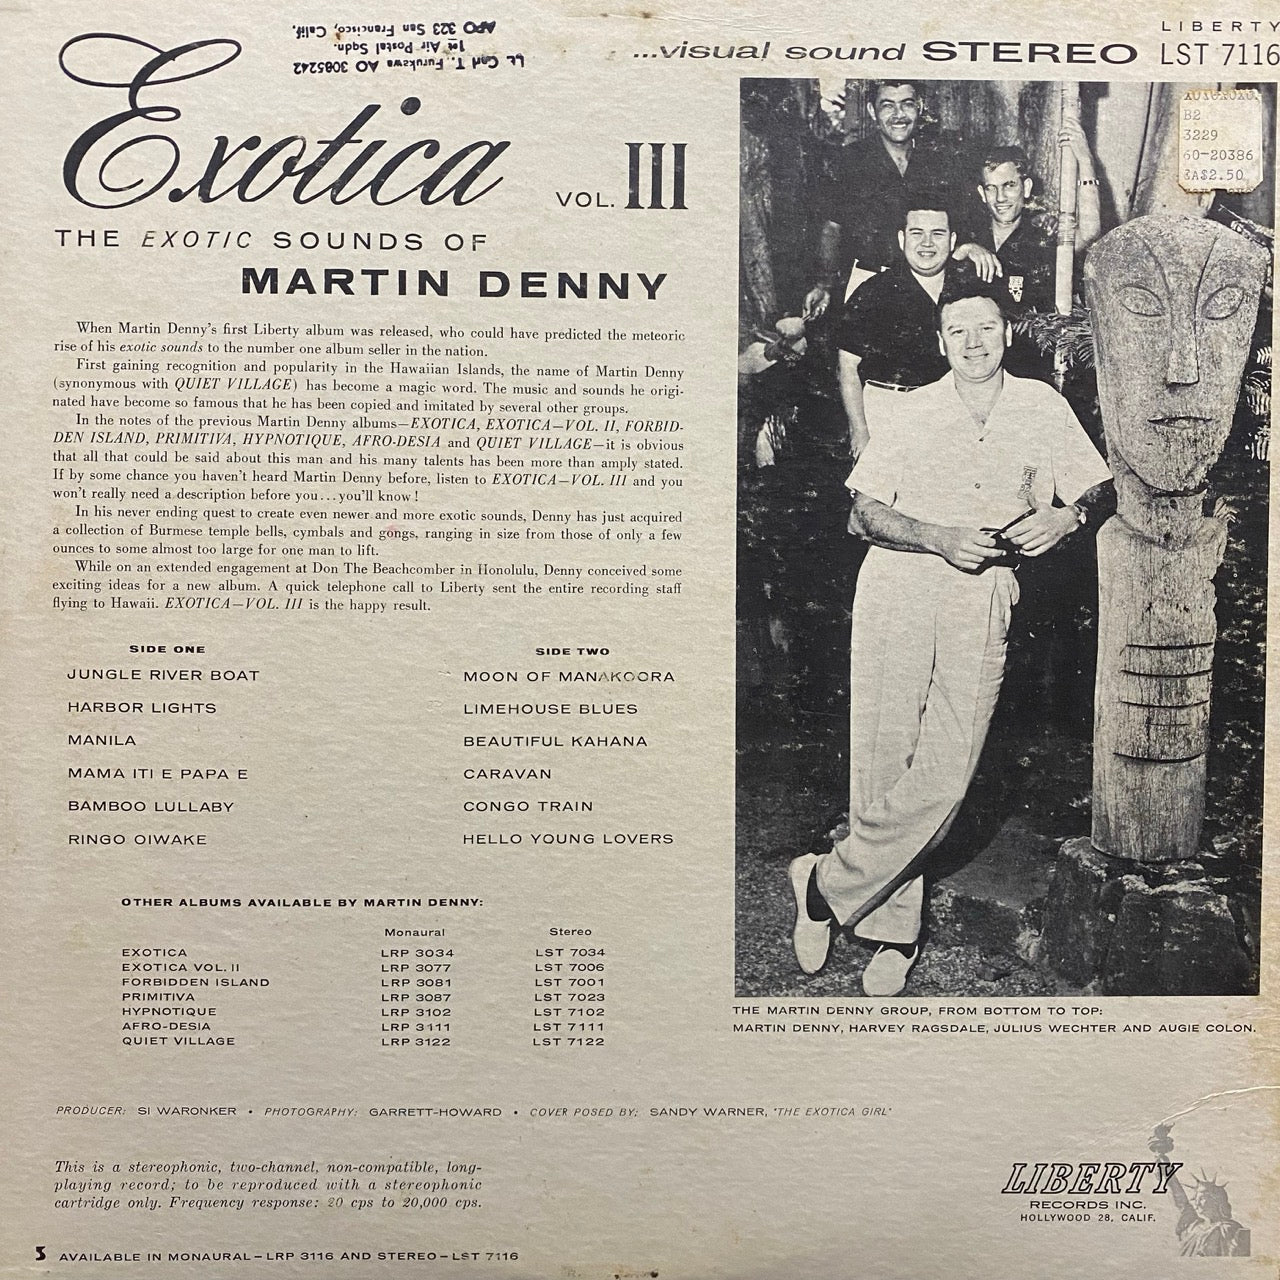 Lt Carl T. Furukawa AO 3085242
1st Air Postal Sqdn.
APO 323 San Francisco, Calif.
LIBERTY
...visual sound STEREO LST 7116
B2
3229
60-20386
EA$2.50
Exotica VOL. III
THE EXOTIC SOUNDS OF
MARTIN DENNY
When Martin Denny's first Liberty album was released, who could have predicted the meteoric
rise of his exotic sounds to the number one album seller in the nation.
First gaining recognition and popularity in the Hawaiian Islands, the name of Martin Denny
(synonymous with QUIET VILLAGE) has become a magic word. The music and sounds he origi-
nated have become so famous that he has been copied and imitated by several other groups.
In the notes of the previous Martin Denny albums—EXOTICA, EXOTICA—VOL. II, FORBID-
DEN ISLAND, PRIMITIVA, HYPNOTIQUE, AFRO-DESIA and QUIET VILLAGE—it is obvious
that all that could be said about this man and his many talents has been more than amply stated.
If by some chance you haven't heard Martin Denny before, listen to EXOTICA—VOL. III and you
won't really need a description before you...you'll know!
In his never ending quest to create even newer and more exotic sounds, Denny has just acquired
a collection of Burmese temple bells, cymbals and gongs, ranging in size from those of only a few
ounces to some almost too large for one man to lift.
While on an extended engagement at Don The Beachcomber in Honolulu, Denny conceived some
exciting ideas for a new album. A quick telephone call to Liberty sent the entire recording staff
flying to Hawaii. EXOTICA—VOL. III is the happy result.
SIDE ONE
JUNGLE RIVER BOAT
HARBOR LIGHTS
MANILA
MAMA ITI E PAPA E
BAMBOO LULLABY
RINGO OIWAKE
SIDE TWO
MOON OF MANAKOORA
LIMEHOUSE BLUES
BEAUTIFUL KAHANA
CARAVAN
CONGO TRAIN
HELLO YOUNG LOVERS
OTHER ALBUMS AVAILABLE BY MARTIN DENNY:
Monaural Stereo
EXOTICA LRP 3034 LST 7034
EXOTICA VOL. II LRP 3077 LST 7006
FORBIDDEN ISLAND LRP 3081 LST 7001
PRIMITIVA LRP 3087 LST 7023
HYPNOTIQUE LRP 3102 LST 7102
AFRO-DESIA LRP 3111 LST 7111
QUIET VILLAGE LRP 3122 LST 7122
THE MARTIN DENNY GROUP, FROM BOTTOM TO TOP:
MARTIN DENNY, HARVEY RAGSDALE, JULIUS WECHTER AND AUGIE COLON.
PRODUCER: SI WARONKER • PHOTOGRAPHY: GARRETT-HOWARD • COVER POSED BY: SANDY WARNER, "THE EXOTICA GIRL"
This is a stereophonic, two-channel, non-compatible, long-
playing record; to be reproduced with a stereophonic
cartridge only. Frequency response: 20 cps to 20,000 cps.
LIBERTY
RECORDS INC.
HOLLYWOOD 28, CALIF.
5 AVAILABLE IN MONAURAL—LRP 3116 AND STEREO—LST 7116